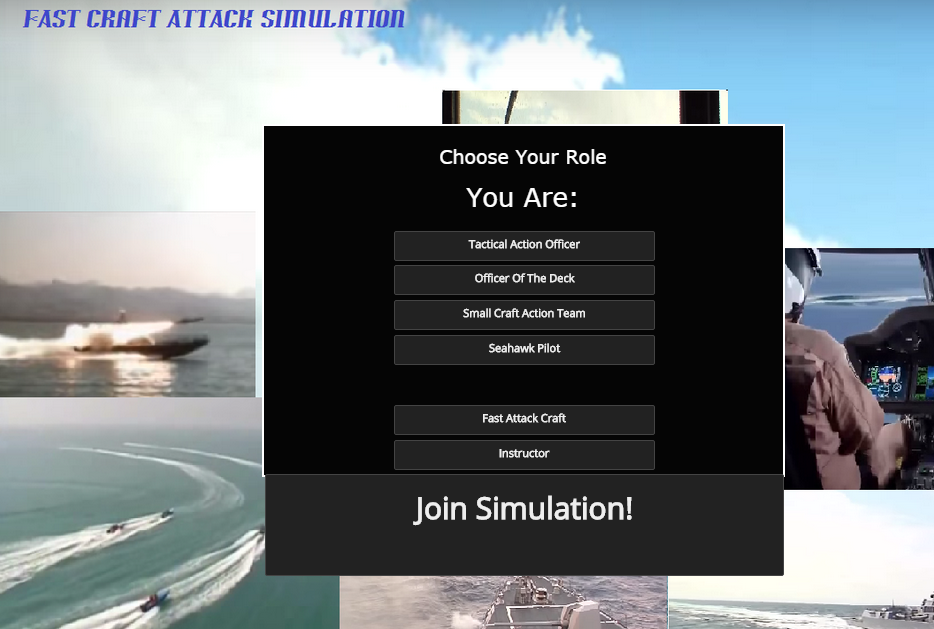 FAST CRAFT ATTACK SIMULATION
Choose Your Role
You Are:
Tactical Action Officer
Officer Of The Deck
Small Craft Action Team
Seahawk Pilot
Fast Attack Craft
Instructor
Join Simulation!